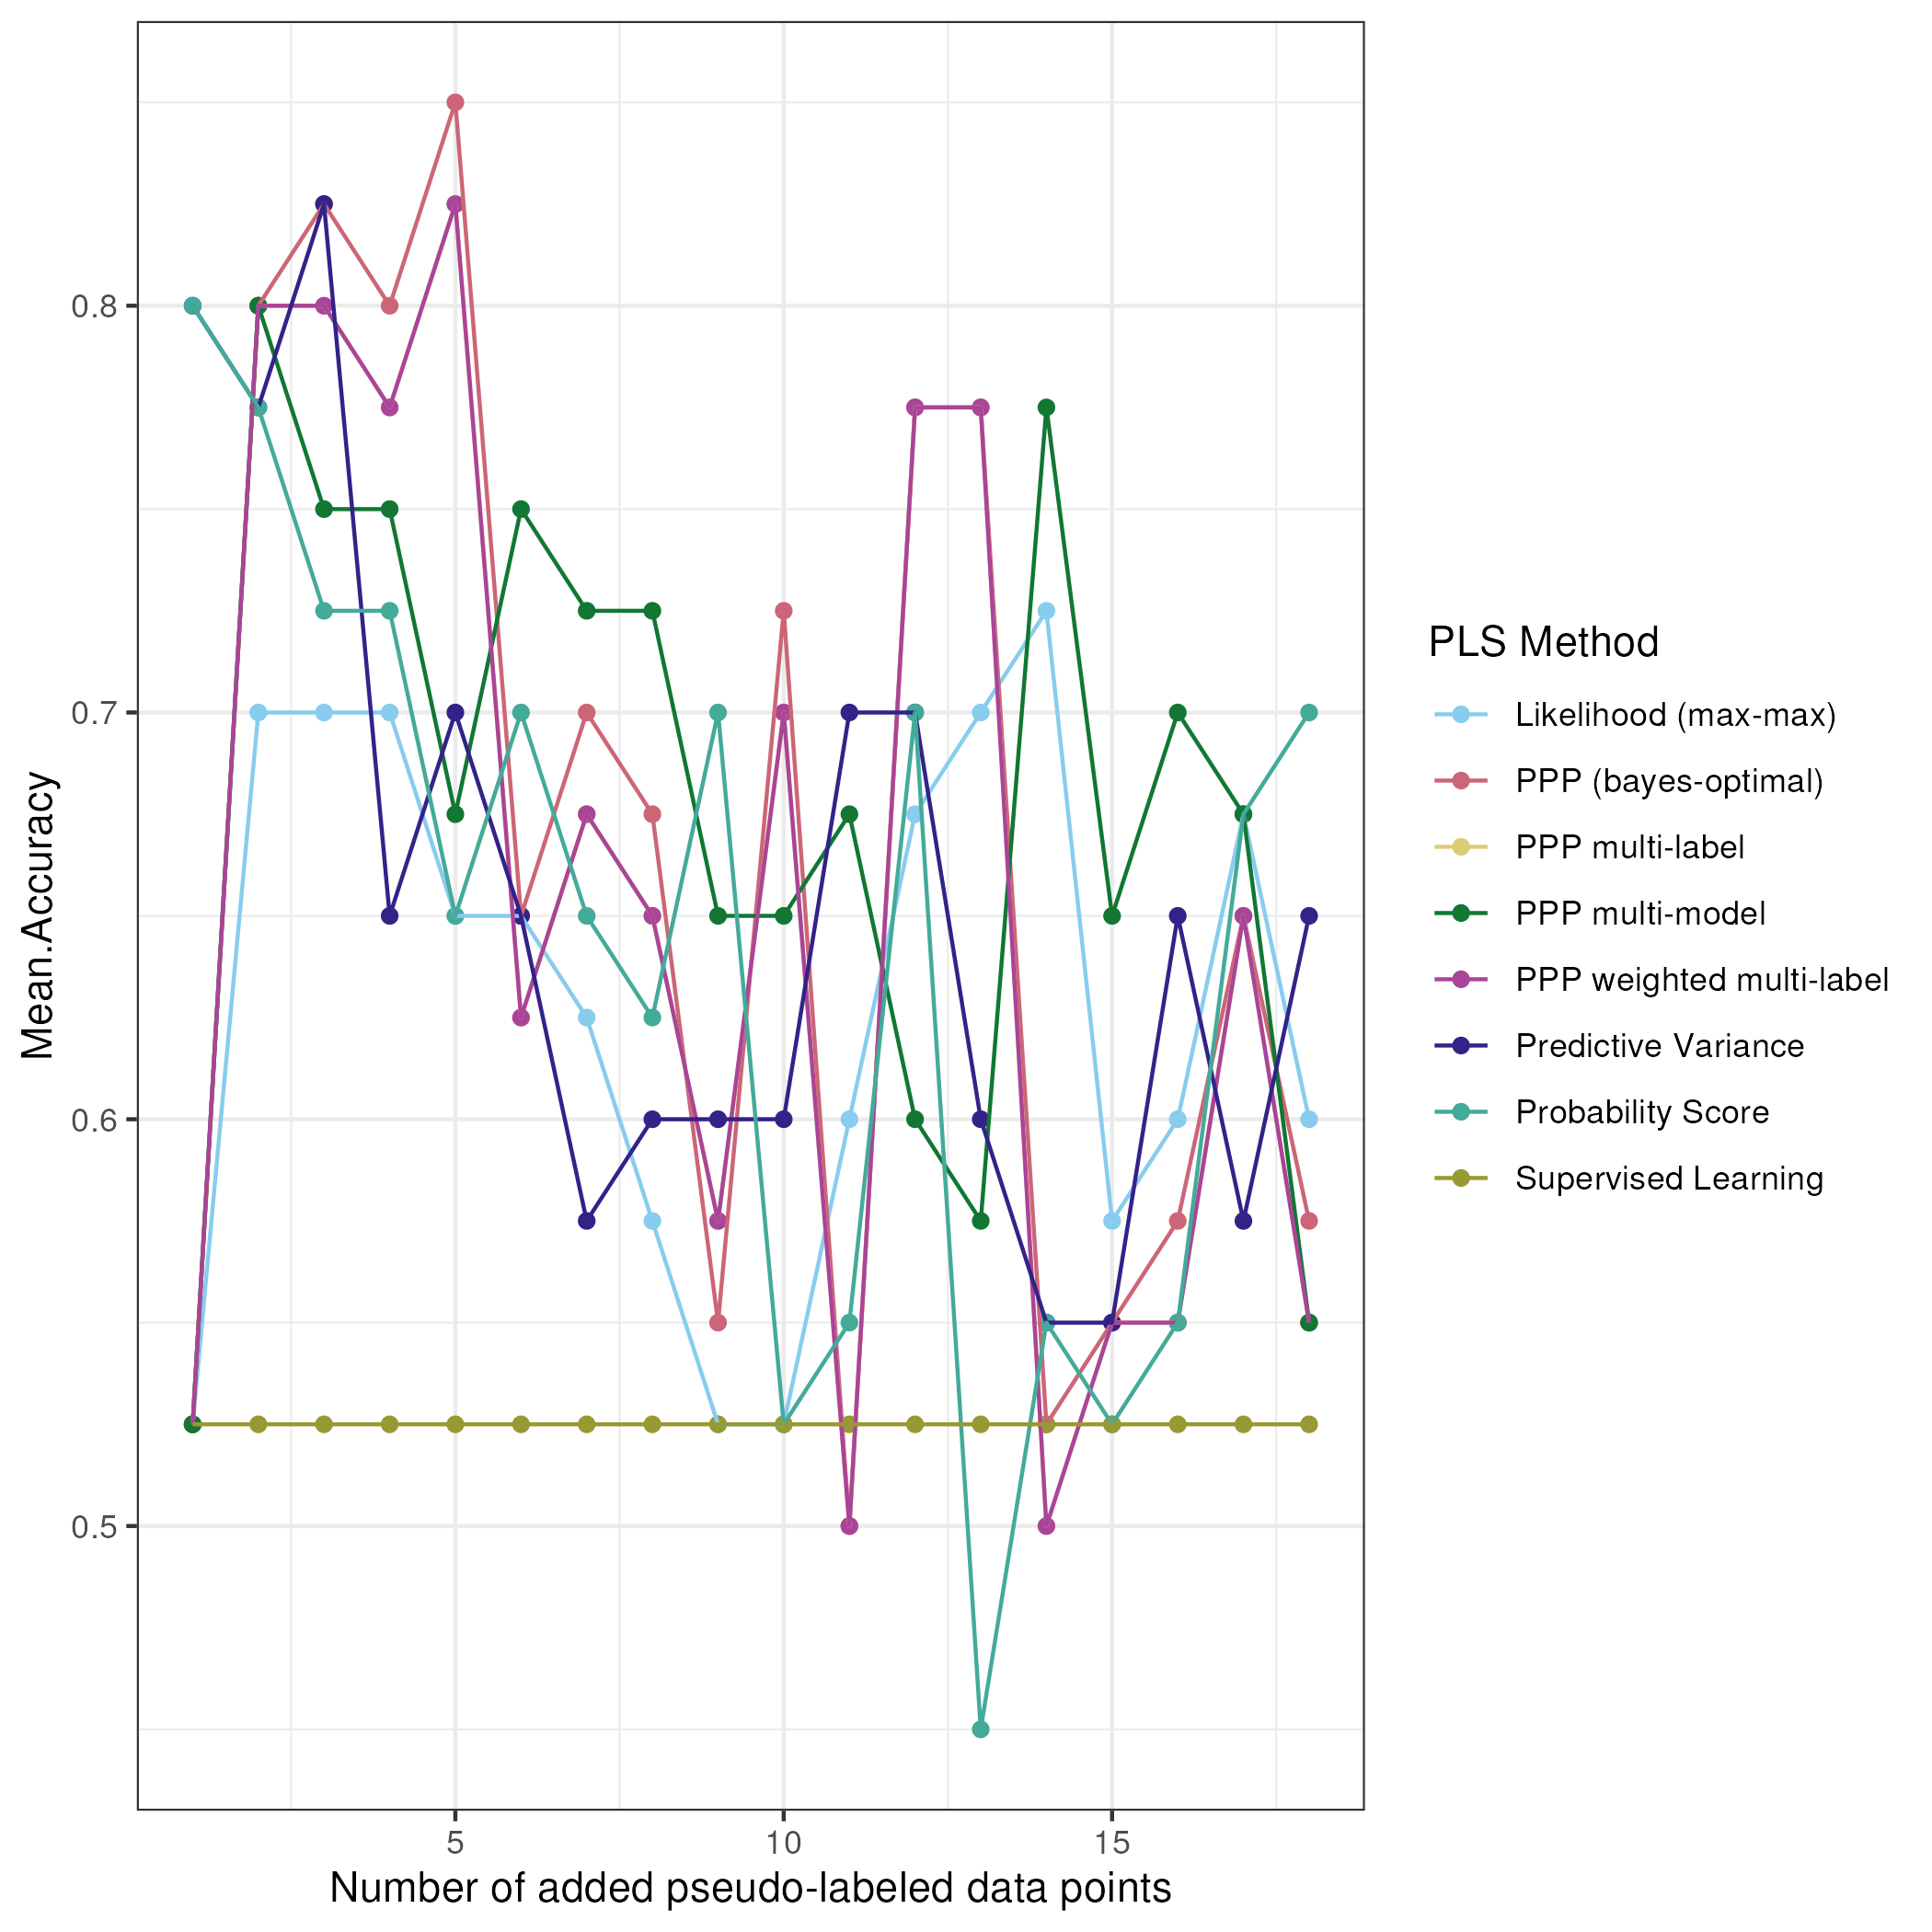 0.8
0.7
0.6
0.5
Mean.Accuracy
5
10
15
Number of added pseudo-labeled data points
PLS Method
Likelihood (max-max)
PPP (bayes-optimal)
PPP multi-label
PPP multi-model
PPP weighted multi-label
Predictive Variance
Probability Score
Supervised Learning